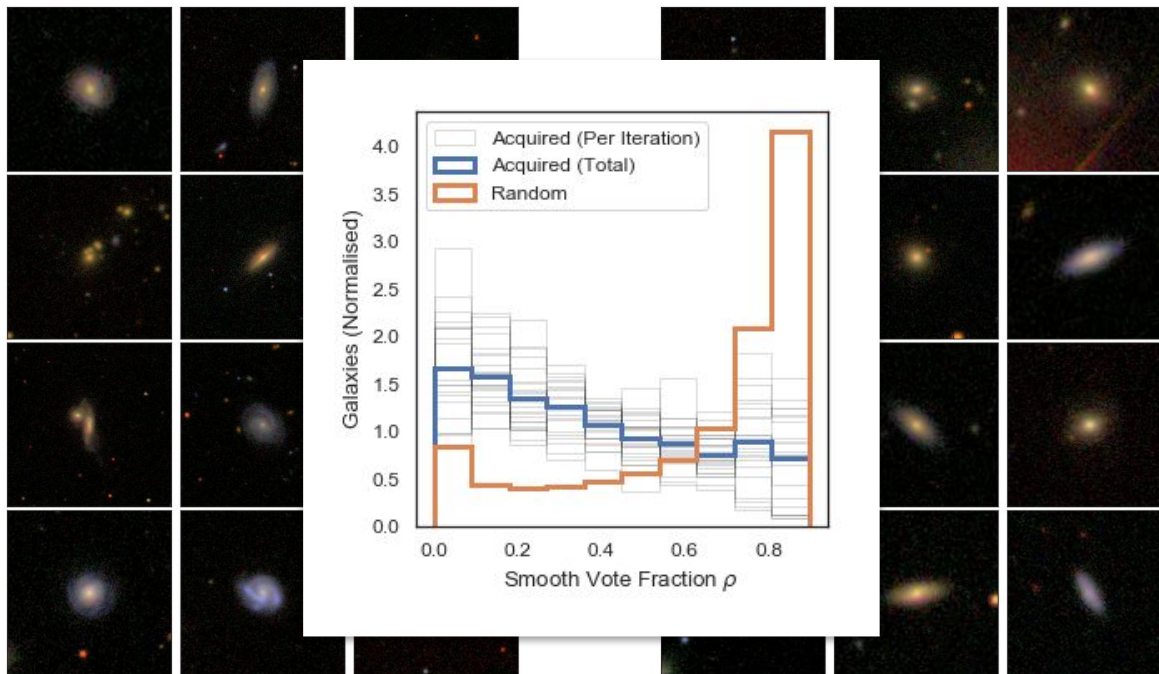 Acquired (Per Iteration)
Acquired (Total)
Random
Galaxies (Normalised)
4.0
3.5
3.0
2.5
2.0
1.5
1.0
0.5
0.0
0.0 0.2 0.4 0.6 0.8
Smooth Vote Fraction ρ